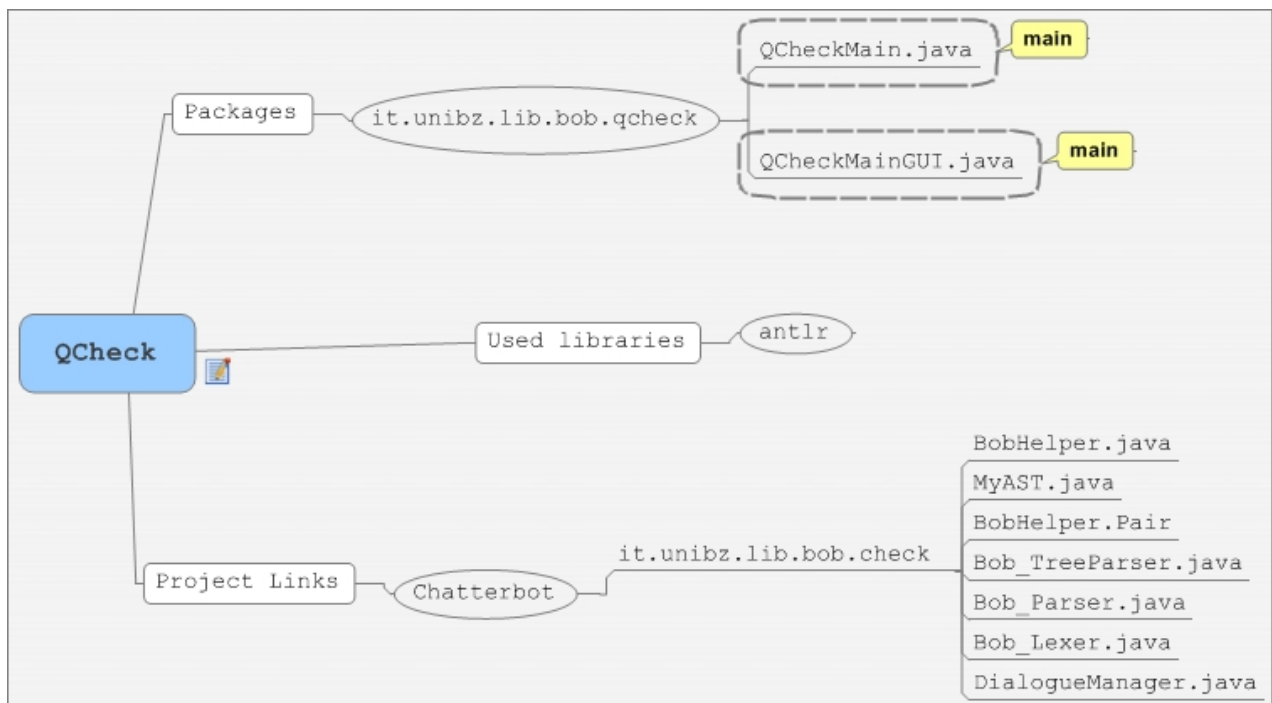 QCheckMain.java
main
Packages
it.unibz.lib.bob.qcheck
QCheckMainGUI.java
main
QCheck
Used libraries
antlr
Project Links
Chatterbot
it.unibz.lib.bob.check
BobHelper.java
MyAST.java
BobHelper.Pair
Bob_TreeParser.java
Bob_Parser.java
Bob_Lexer.java
DialogueManager.java